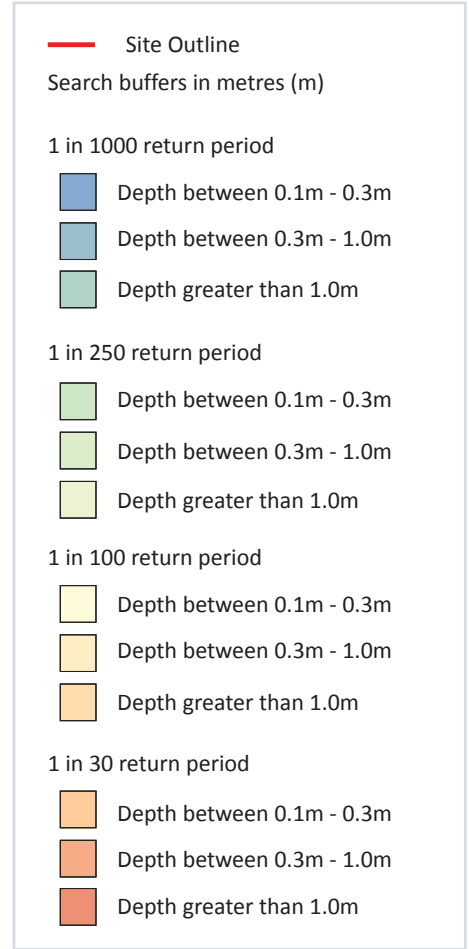 Site Outline
Search buffers in metres (m)
1 in 1000 return period
Depth between 0.1m - 0.3m
Depth between 0.3m - 1.0m
Depth greater than 1.0m
1 in 250 return period
Depth between 0.1m - 0.3m
Depth between 0.3m - 1.0m
Depth greater than 1.0m
1 in 100 return period
Depth between 0.1m - 0.3m
Depth between 0.3m - 1.0m
Depth greater than 1.0m
1 in 30 return period
Depth between 0.1m - 0.3m
Depth between 0.3m - 1.0m
Depth greater than 1.0m